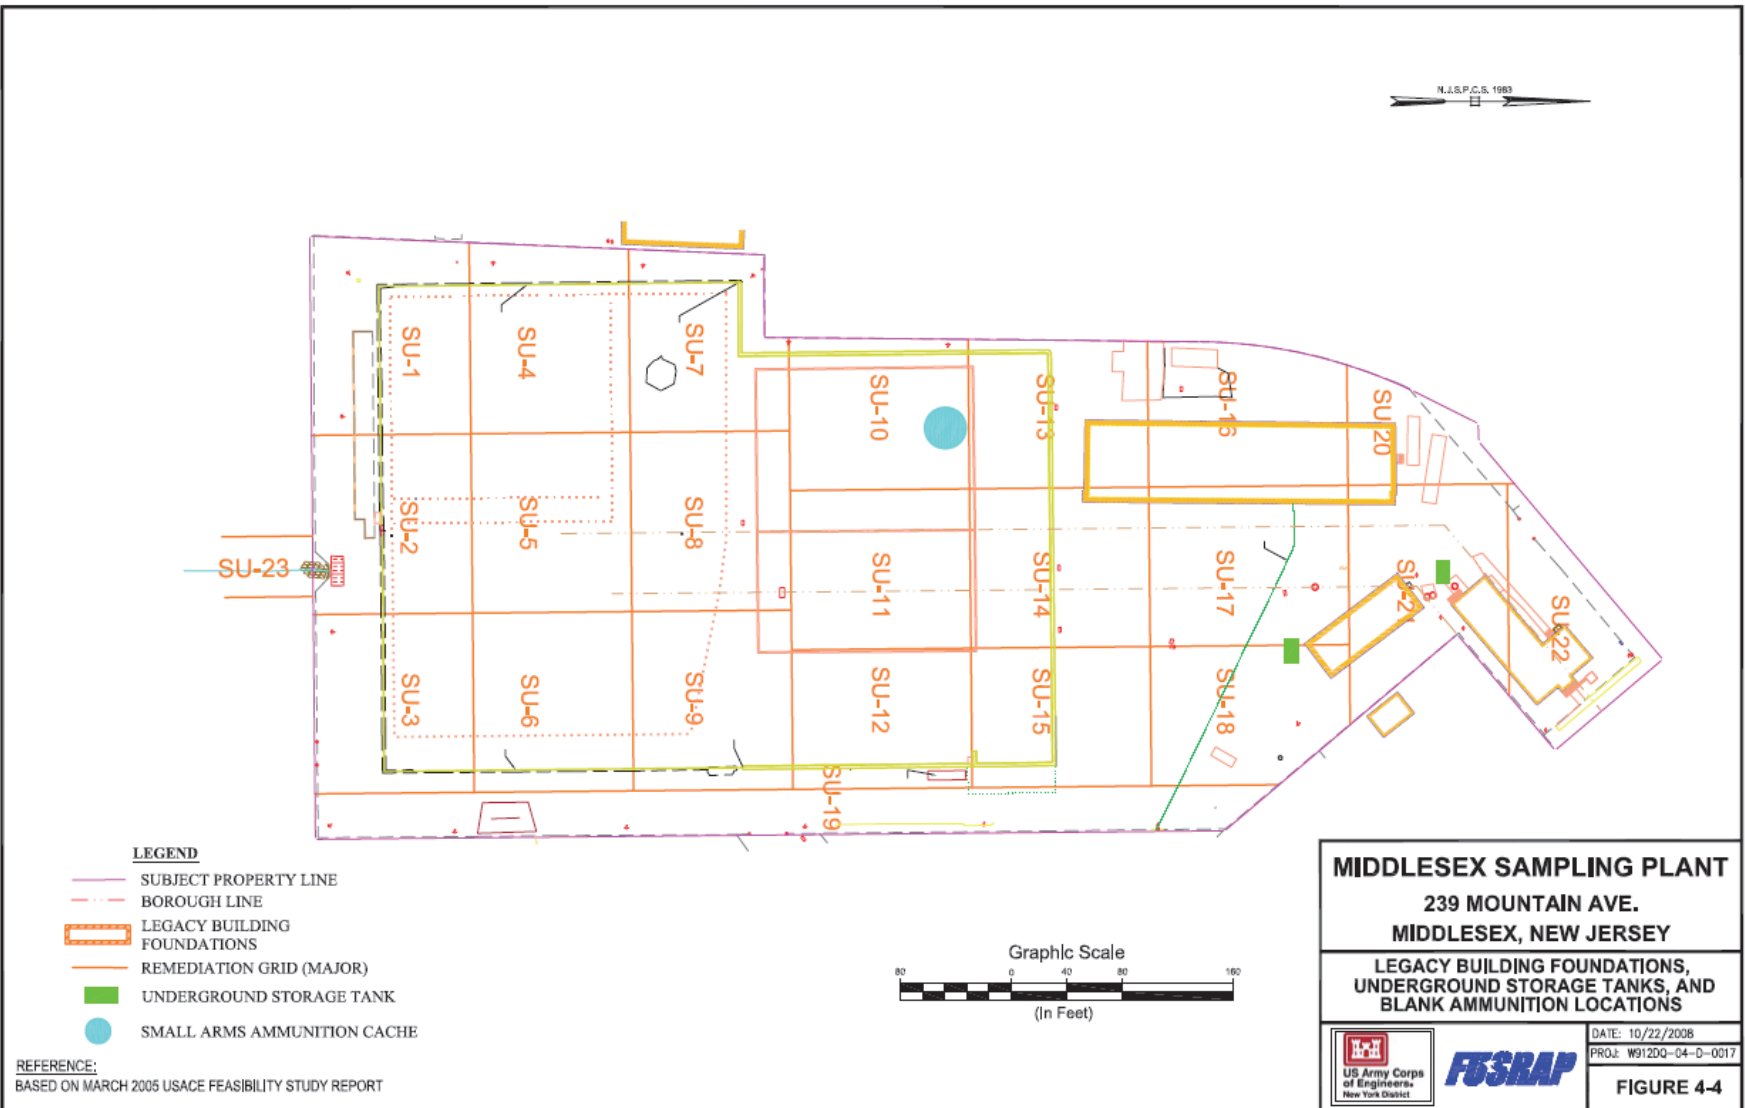 N.J.S.P.C.S. 1983
SU-1
SU-4
SU-7
SU-10
SU-13
SU-16
SU-20
SU-2
SU-5
SU-8
SU-23
SU-11
SU-14
SU-17
SU-21
SU-22
SU-3
SU-6
SU-9
SU-12
SU-15
SU-18
SU-19
LEGEND
SUBJECT PROPERTY LINE
BOROUGH LINE
LEGACY BUILDING
FOUNDATIONS
REMEDIATION GRID (MAJOR)
UNDERGROUND STORAGE TANK
SMALL ARMS AMMUNITION CACHE
REFERENCE:
BASED ON MARCH 2005 USACE FEASIBILITY STUDY REPORT
Graphic Scale
80 0 40 80 160
(In Feet)
MIDDLESEX SAMPLING PLANT
239 MOUNTAIN AVE.
MIDDLESEX, NEW JERSEY
LEGACY BUILDING FOUNDATIONS,
UNDERGROUND STORAGE TANKS, AND
BLANK AMMUNITION LOCATIONS
US Army Corps
of Engineers.
New York District
FUSRAP
DATE: 10/22/2008
PROJ: W912DQ-04-D-0017
FIGURE 4-4